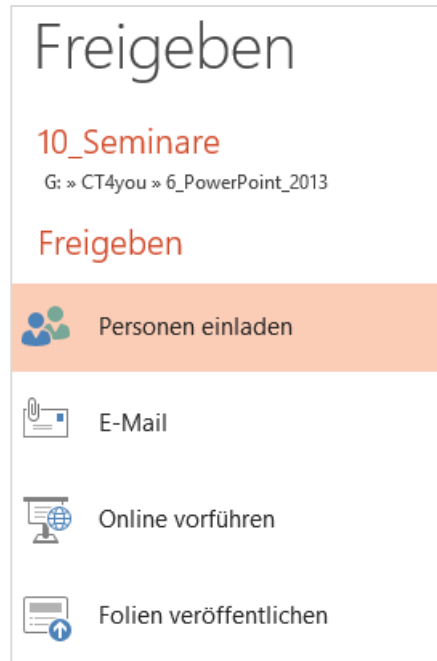 Freigeben
10_Seminare
G: » CT4you » 6_PowerPoint_2013
Freigeben
Personen einladen
E-Mail
Online vorführen
Folien veröffentlichen